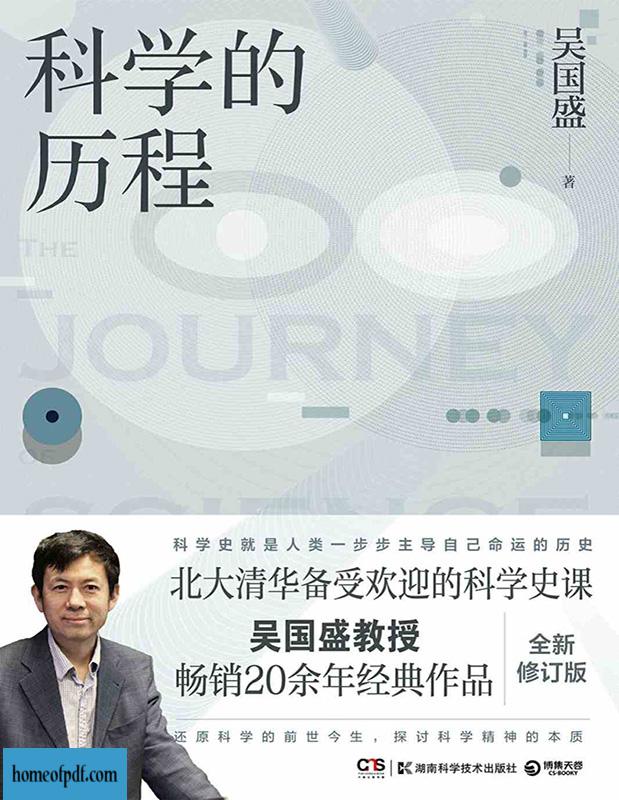 科学的
历程
吴国盛
著
THE
JOURNEY
OF
SCIENCE
科学史就是人类一步步主导自己命运的历史
北大清华备受欢迎的科学史课
吴国盛教授
畅销20余年经典作品
全新
修订版
还原科学的前世今生，探讨科学精神的本质
湖南科学技术出版社
博集天卷
CS-BOOKY
homeofpdf.com